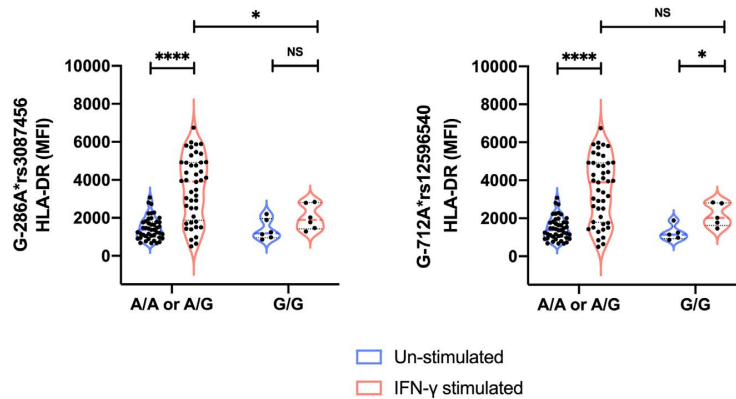 *
****
NS
10000
8000
6000
4000
2000
0
G-286A*rs3087456
HLA-DR (MFI)
A/A or A/G
G/G
NS
****
*
10000
8000
6000
4000
2000
0
G-712A*rs12596540
HLA-DR (MFI)
A/A or A/G
G/G
Un-stimulated
IFN-γ stimulated